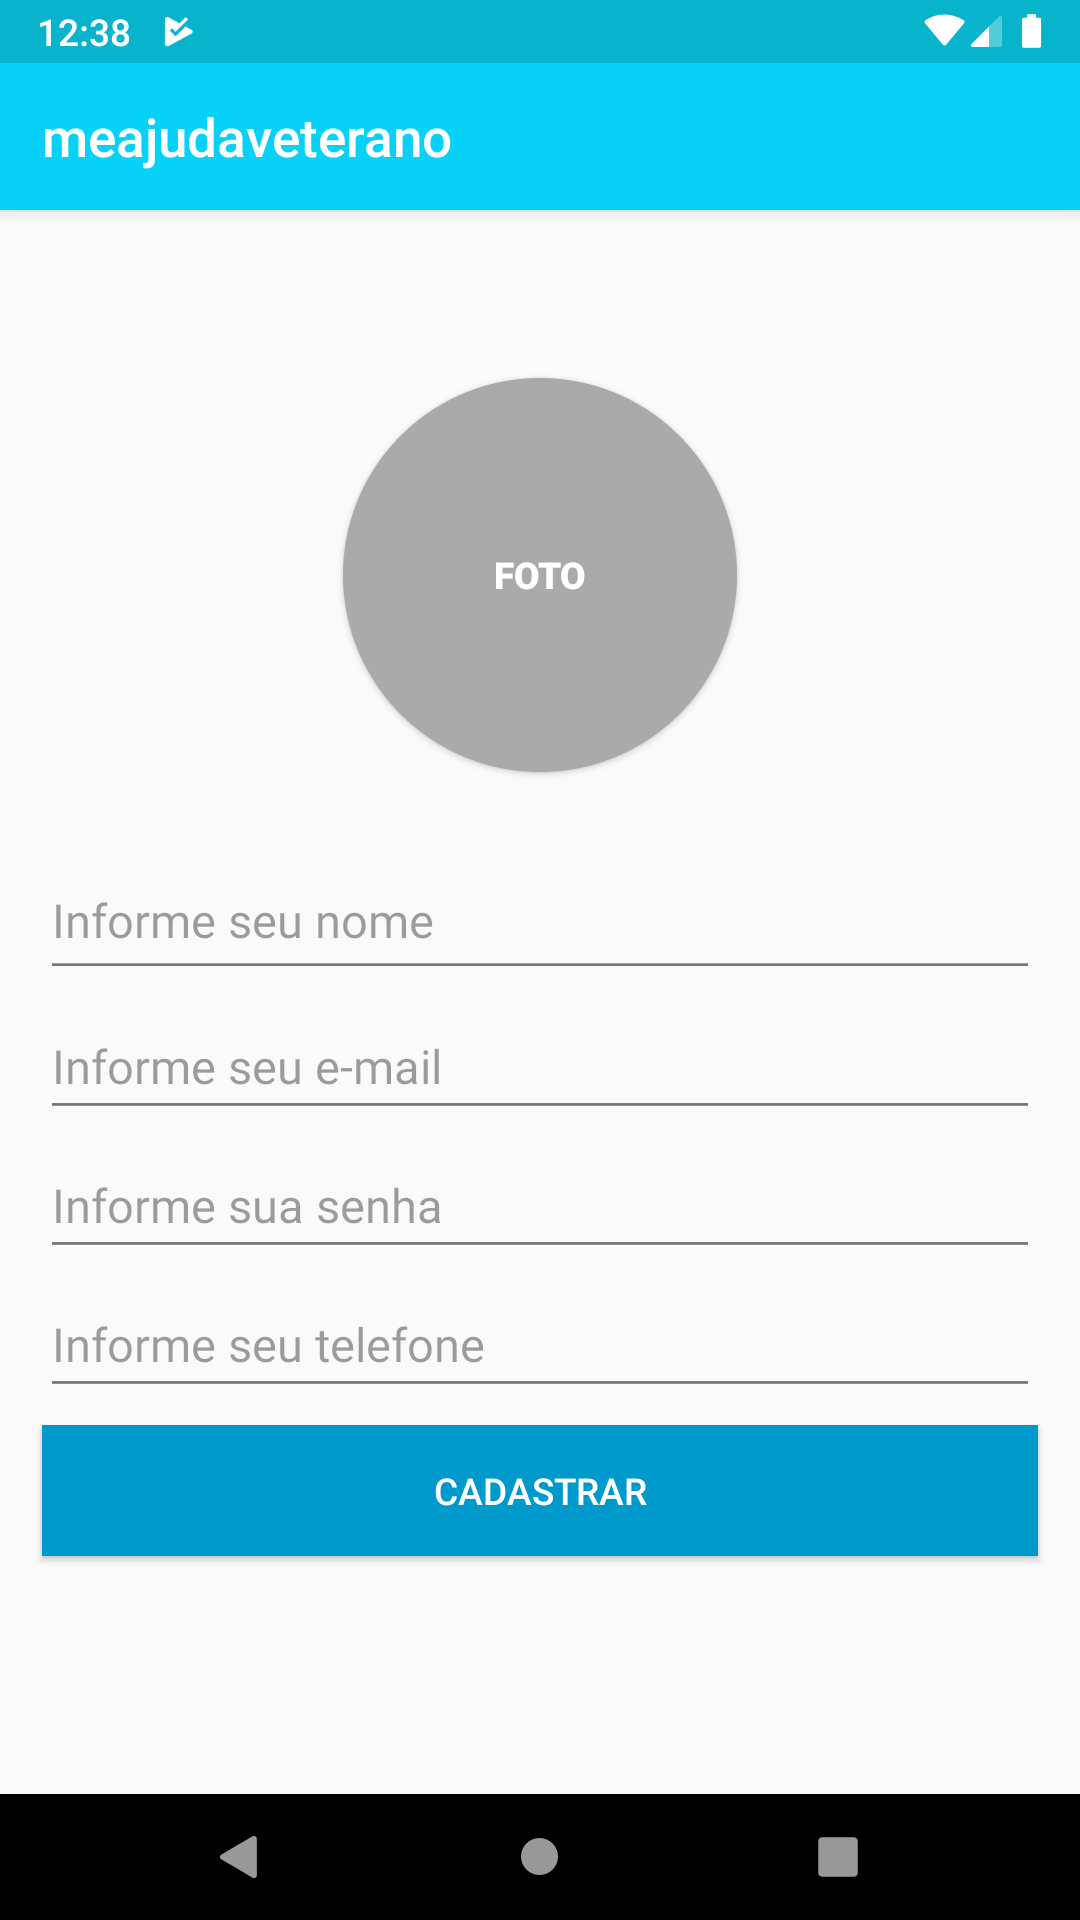 12:38
meajudaveterano
FOTO
Informe seu nome
Informe seu e-mail
Informe sua senha
Informe seu telefone
CADASTRAR